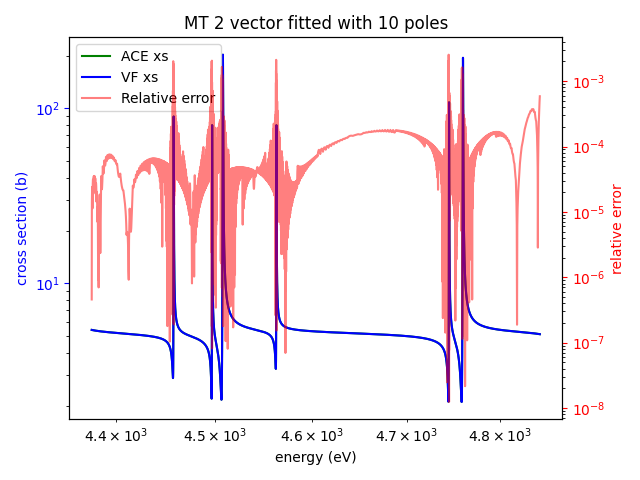 MT 2 vector fitted with 10 poles
ACE xs
VF xs
Relative error
10²
10¹
cross section (b)
10⁻³
10⁻⁴
10⁻⁵
10⁻⁶
10⁻⁷
10⁻⁸
relative error
4.4 × 10³
4.5 × 10³
4.6 × 10³
4.7 × 10³
4.8 × 10³
energy (eV)